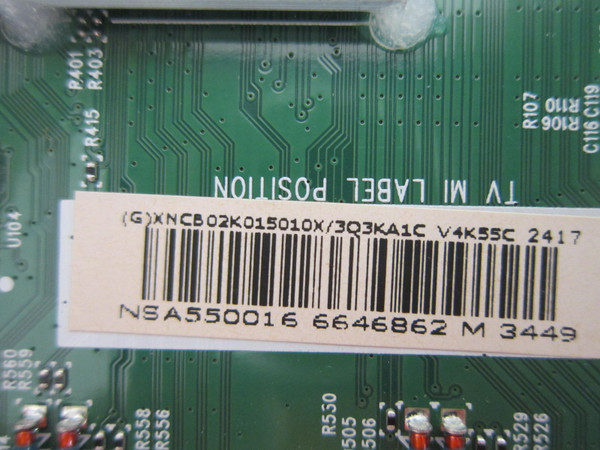 R401
R403
R415
R107
R110
R106
C119
C116
TV MI LABEL POSITION
U104
(G)XNCB02K015010X/3Q3KA1C V4K55C 2417
NSA550016 6646862 M 3449
R560
R559
R558
R556
R530
R529
R526